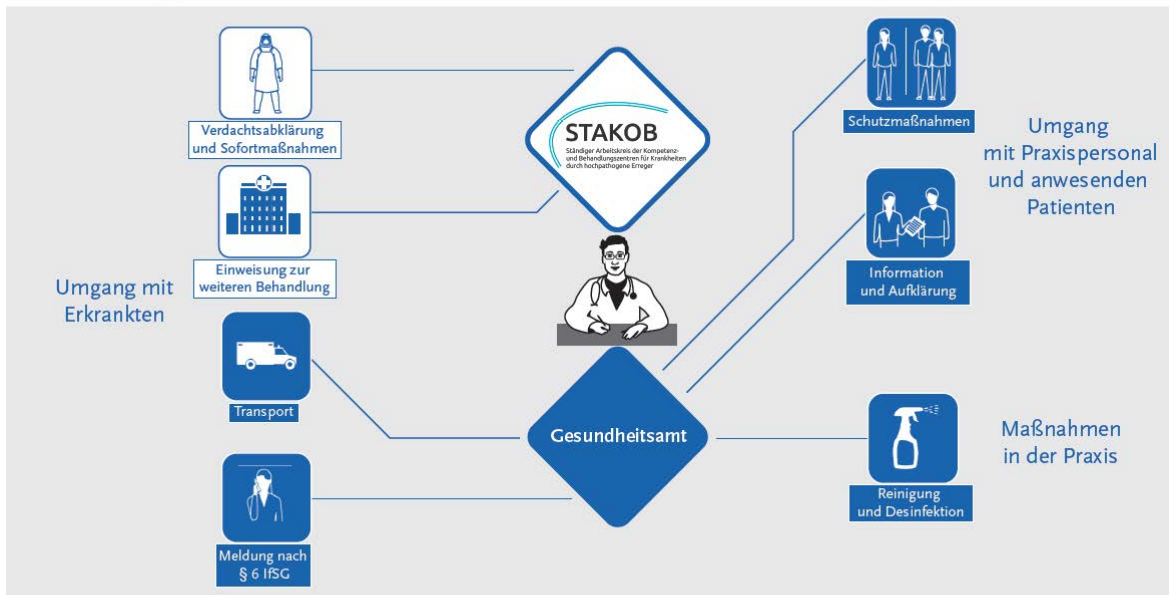 Verdachtsabklärung
und Sofortmaßnahmen
Einweisung zur
weiteren Behandlung
Umgang mit
Erkrankten
Transport
Meldung nach
§ 6 IfSG
STAKOB
Ständiger Arbeitskreis der Kompetenz-
und Behandlungszentren für Krankheiten
durch hochpathogene Erreger
Gesundheitsamt
Schutzmaßnahmen
Umgang
mit Praxispersonal
und anwesenden
Patienten
Information
und Aufklärung
Maßnahmen
in der Praxis
Reinigung
und Desinfektion